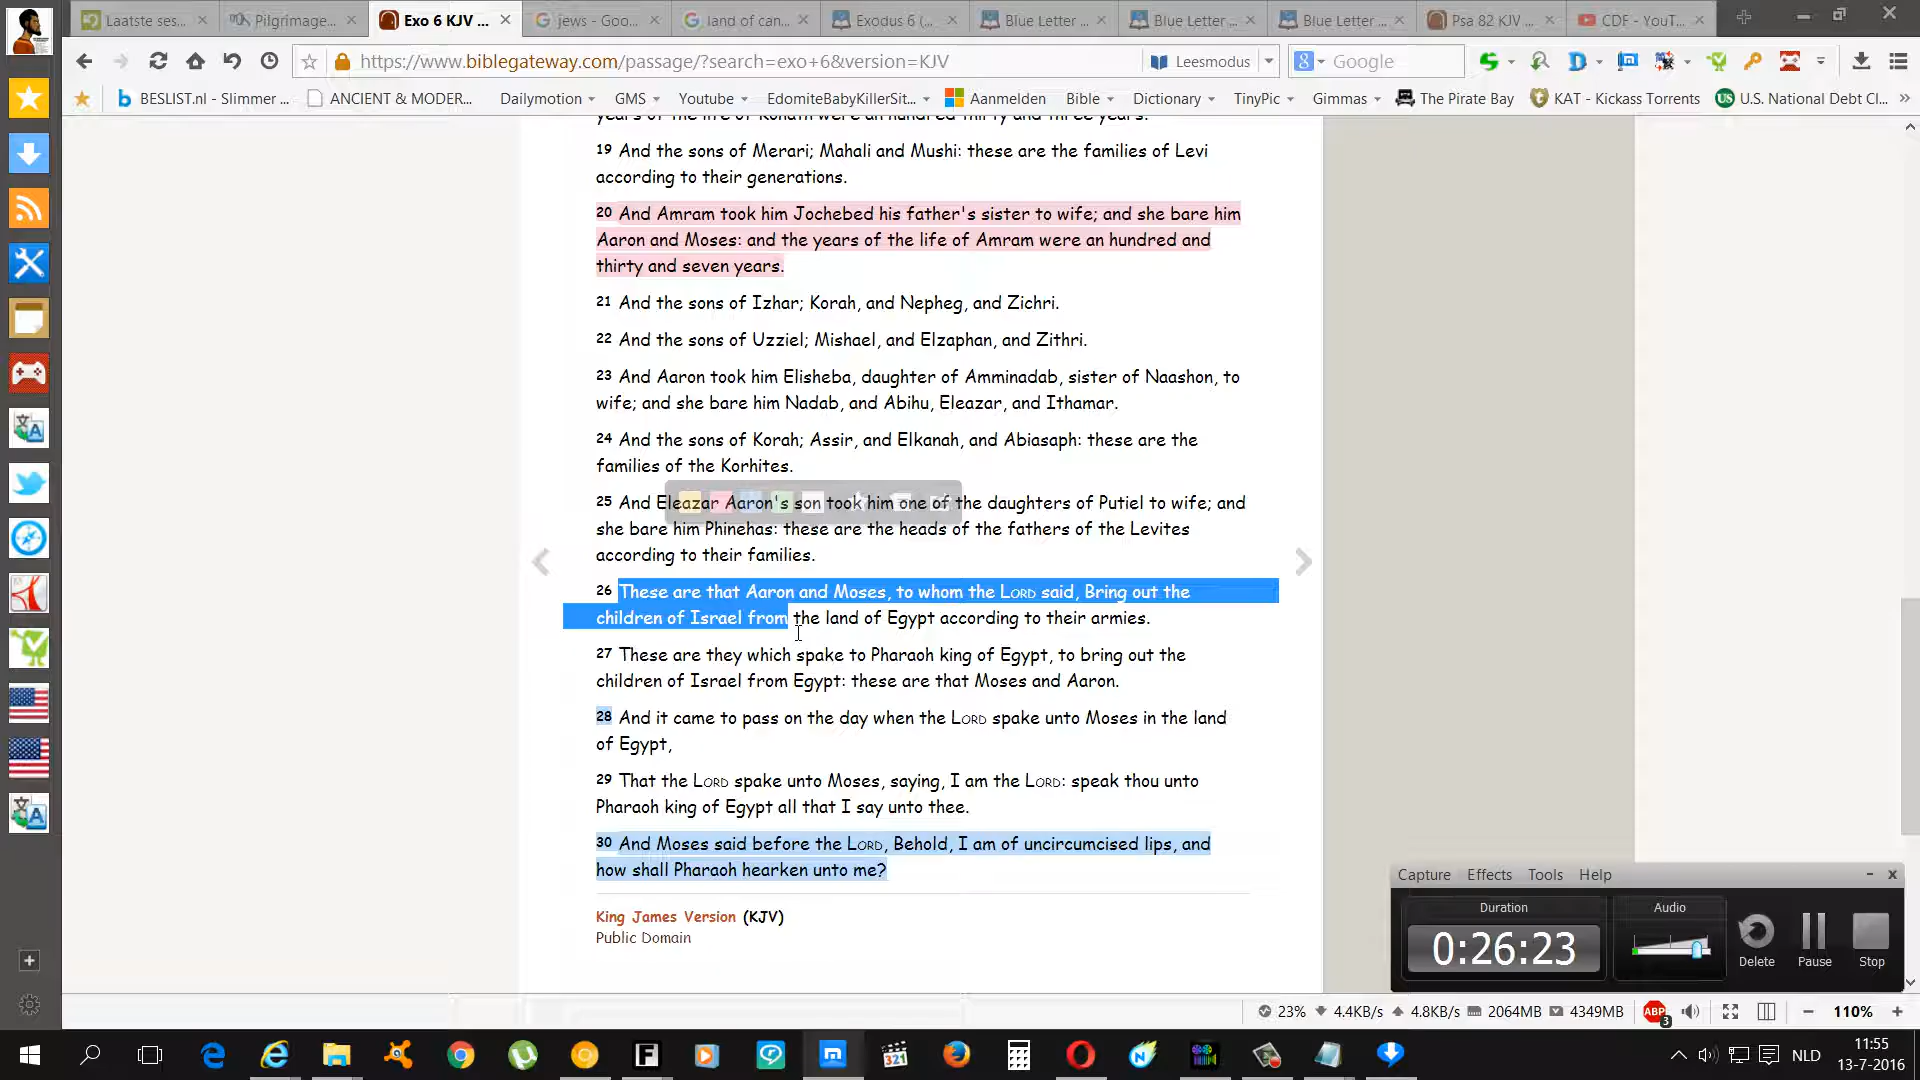 Laatste ses...
Pilgrimage...
Exo 6 KJV ...
jews - Goo...
land of can...
Exodus 6 (...
Blue Letter ...
Blue Letter ...
Blue Letter ...
Psa 82 KJV ...
CDF - YouT...
https://www.biblegateway.com/passage/?search=exo+6&version=KJV
Leesmodus
Google
BESLIST.nl - Slimmer ...
ANCIENT & MODER...
Dailymotion
GMS
Youtube
EdomiteBabyKillerSit...
Aanmelden
Bible
Dictionary
TinyPic
Gimmas
The Pirate Bay
KAT - Kickass Torrents
U.S. National Debt Cl...
years of the life of Kohath were an hundred thirty and three years.
19 And the sons of Merari; Mahali and Mushi: these are the families of Levi
according to their generations.
20 And Amram took him Jochebed his father's sister to wife; and she bare him
Aaron and Moses: and the years of the life of Amram were an hundred and
thirty and seven years.
21 And the sons of Izhar; Korah, and Nepheg, and Zichri.
22 And the sons of Uzziel; Mishael, and Elzaphan, and Zithri.
23 And Aaron took him Elisheba, daughter of Amminadab, sister of Naashon, to
wife; and she bare him Nadab, and Abihu, Eleazar, and Ithamar.
24 And the sons of Korah; Assir, and Elkanah, and Abiasaph: these are the
families of the Korhites.
25 And Eleazar Aaron's son took him one of the daughters of Putiel to wife; and
she bare him Phinehas: these are the heads of the fathers of the Levites
according to their families.
26 These are that Aaron and Moses, to whom the LORD said, Bring out the
children of Israel from the land of Egypt according to their armies.
27 These are they which spake to Pharaoh king of Egypt, to bring out the
children of Israel from Egypt: these are that Moses and Aaron.
28 And it came to pass on the day when the LORD spake unto Moses in the land
of Egypt,
29 That the LORD spake unto Moses, saying, I am the LORD: speak thou unto
Pharaoh king of Egypt all that I say unto thee.
30 And Moses said before the LORD, Behold, I am of uncircumcised lips, and
how shall Pharaoh hearken unto me?
King James Version (KJV)
Public Domain
Capture Effects Tools Help
Duration
Audio
0:26:23
Delete
Pause
Stop
23%
4.4KB/s
4.8KB/s
2064MB
4349MB
ABP
3
110%
321
NLD
11:55
13-7-2016